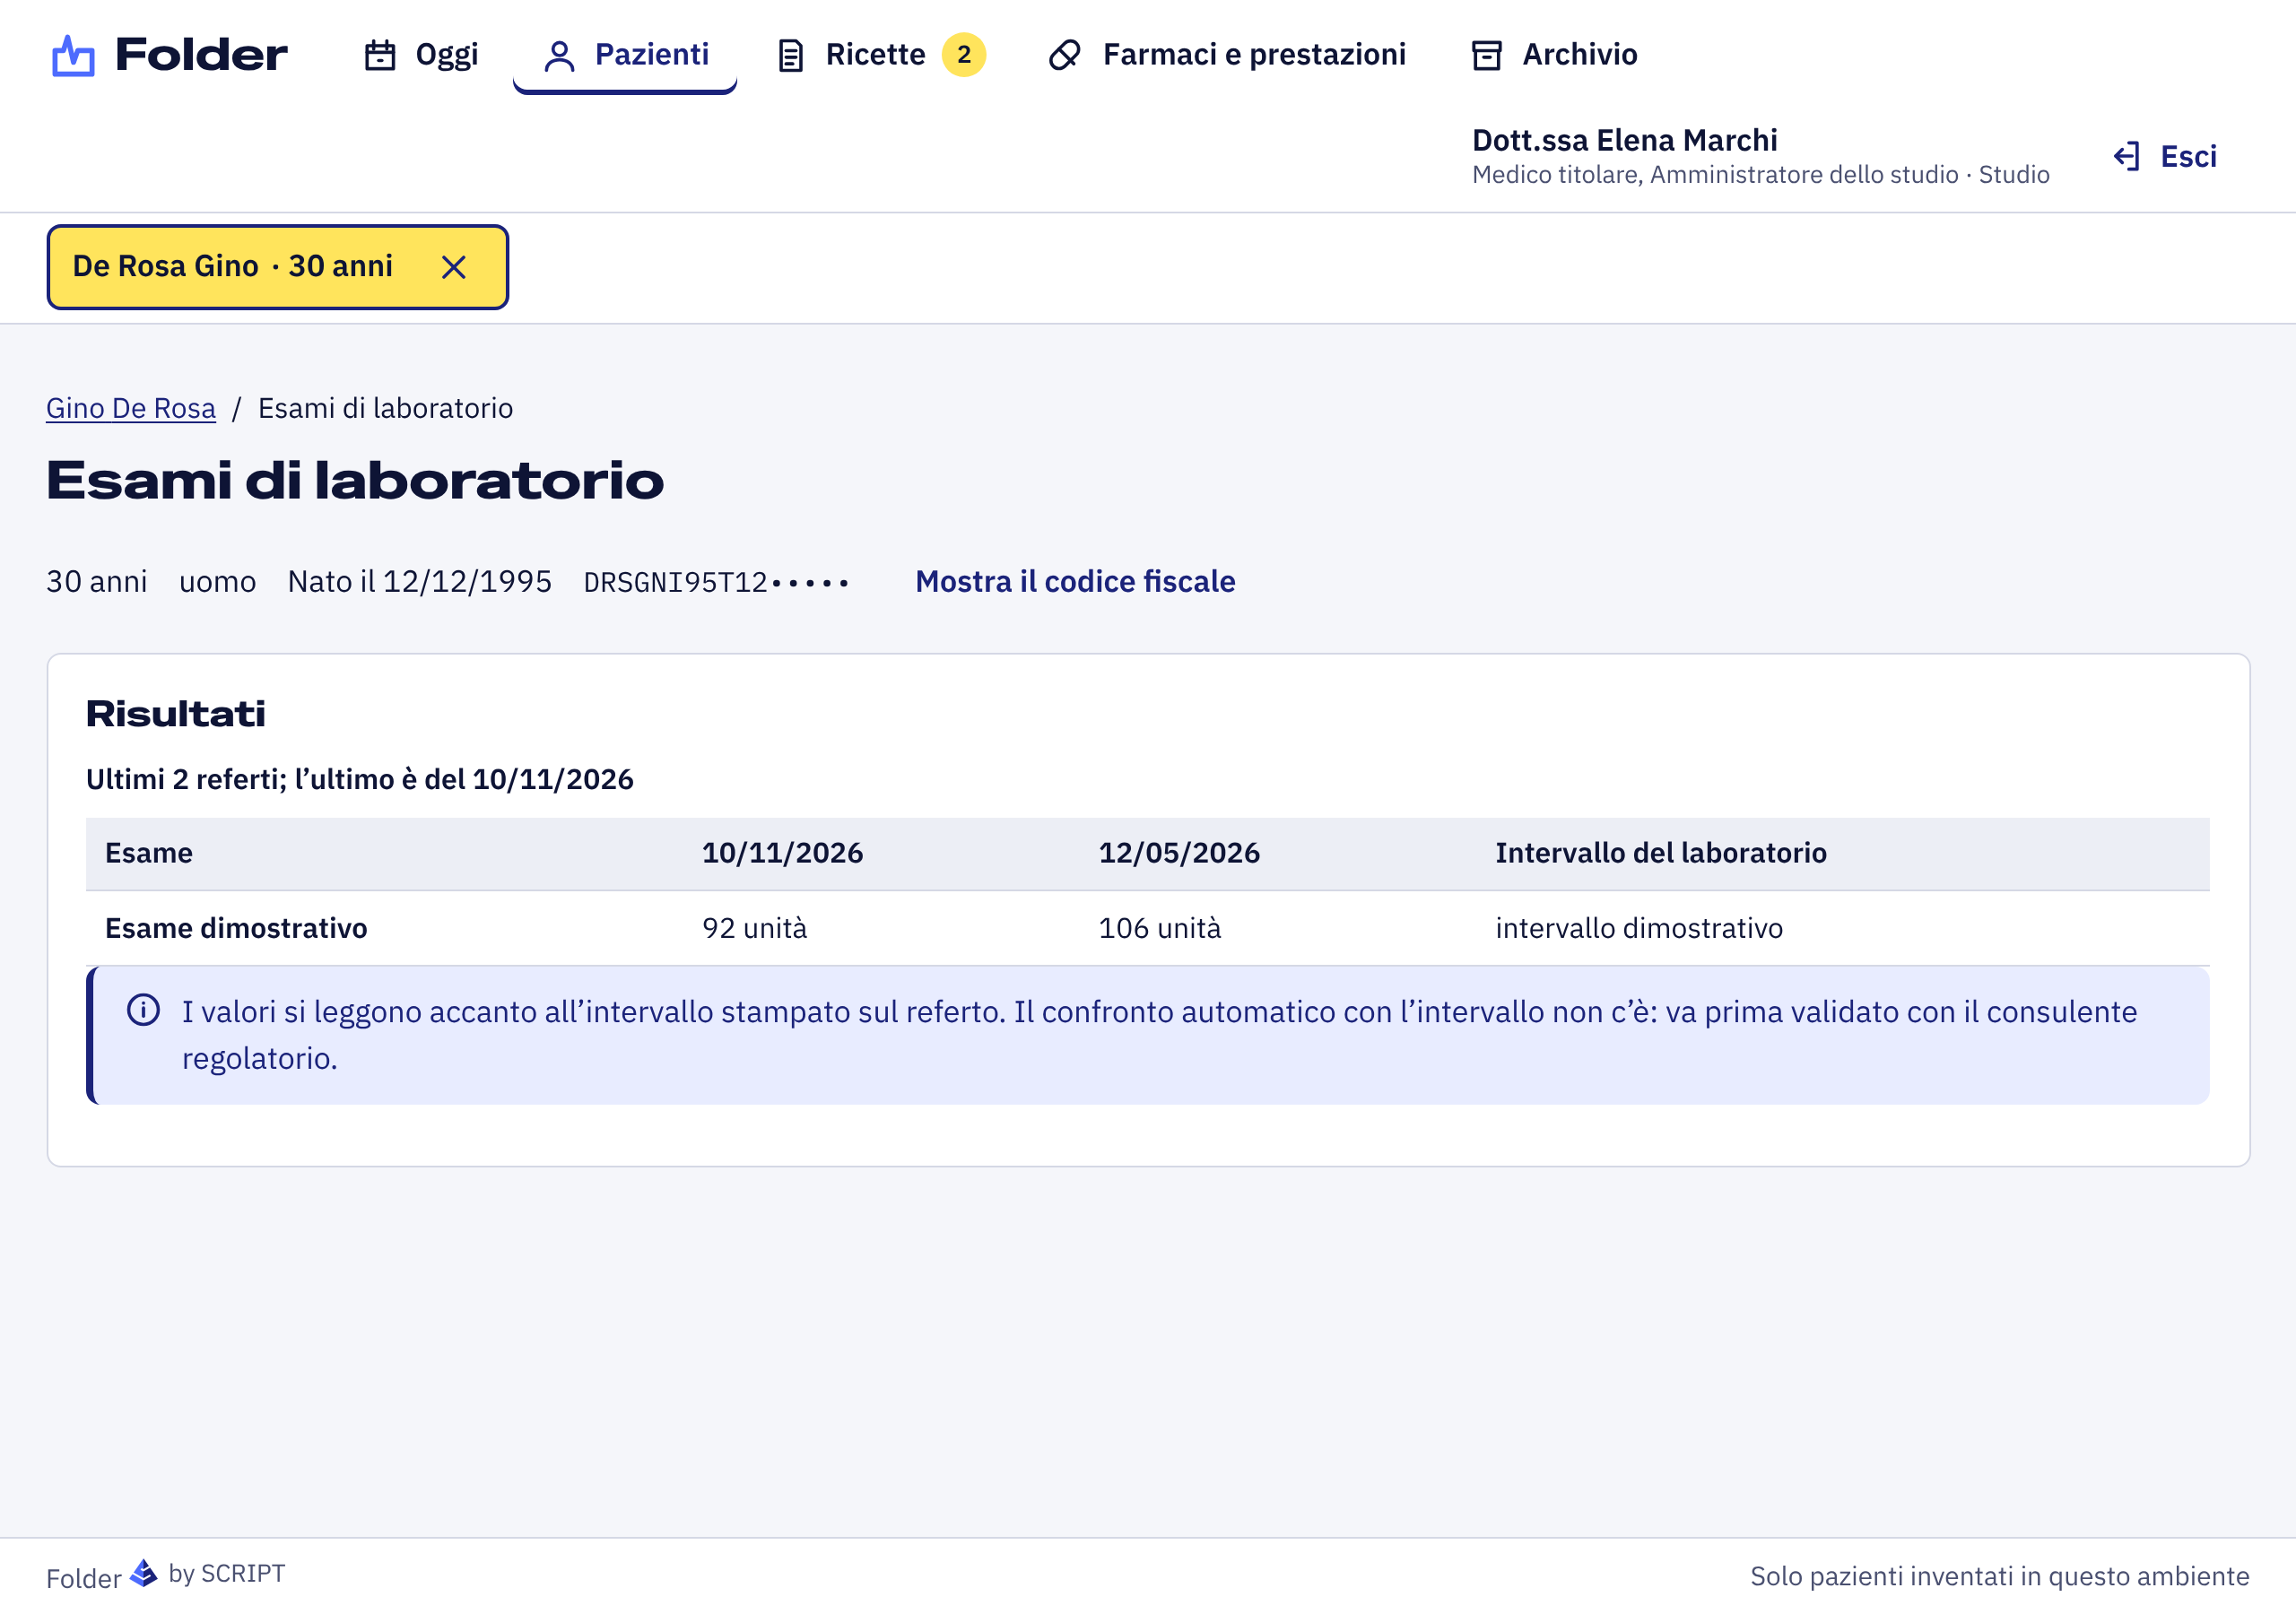 Folder
Oggi
Pazienti
Ricette 2
Farmaci e prestazioni
Archivio
Dott.ssa Elena Marchi
Medico titolare, Amministratore dello studio · Studio
Esci
De Rosa Gino · 30 anni
Gino De Rosa / Esami di laboratorio
Esami di laboratorio
30 anni uomo Nato il 12/12/1995 DRSGNI95T12••••• Mostra il codice fiscale
Risultati
Ultimi 2 referti; l’ultimo è del 10/11/2026
Esame 10/11/2026 12/05/2026 Intervallo del laboratorio
Esame dimostrativo 92 unità 106 unità intervallo dimostrativo
I valori si leggono accanto all’intervallo stampato sul referto. Il confronto automatico con l’intervallo non c’è: va prima validato con il consulente
regolatorio.
Folder by SCRIPT
Solo pazienti inventati in questo ambiente